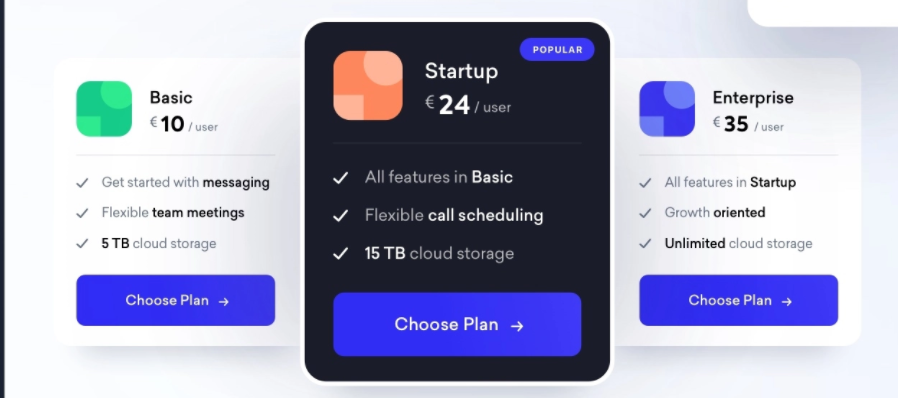 Basic
€ 10 / user
Get started with messaging
Flexible team meetings
5 TB cloud storage
Choose Plan →
POPULAR
Startup
€ 24 / user
All features in Basic
Flexible call scheduling
15 TB cloud storage
Choose Plan →
Enterprise
€ 35 / user
All features in Startup
Growth oriented
Unlimited cloud storage
Choose Plan →